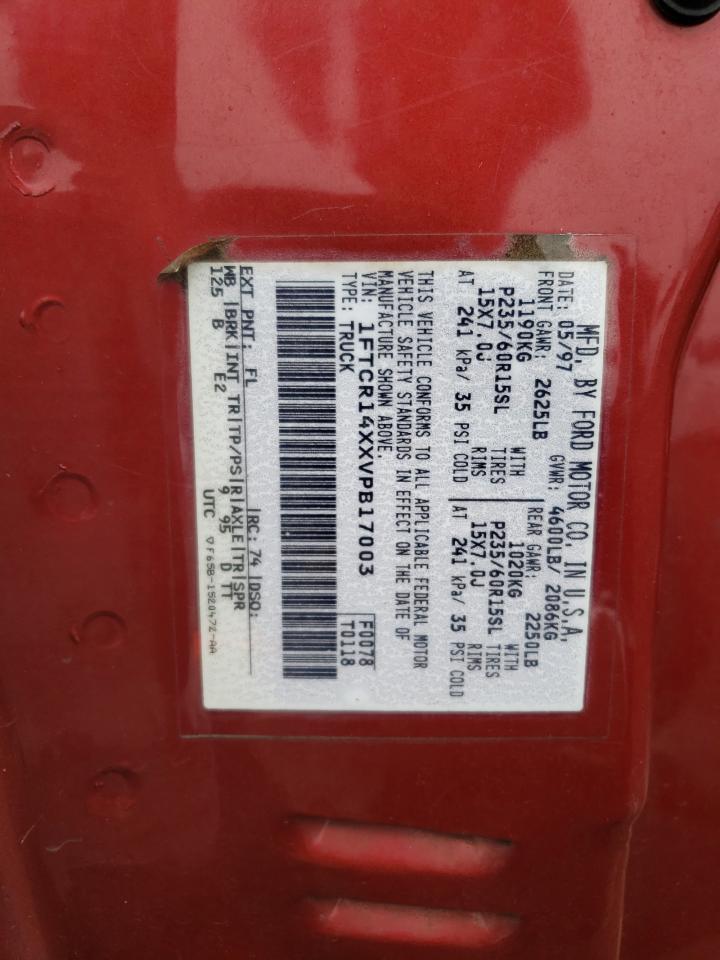 MFD. BY FORD MOTOR CO. IN U.S.A.
DATE: 05/97 GVWR: 4600LB/ 2086KG
FRONT GAWR: 2625LB REAR GAWR: 2250LB
1190KG WITH 1020KG WITH
P235/60R15SL TIRES P235/60R15SL TIRES
15X7.0J RIMS 15X7.0J RIMS
AT 241 kPa/ 35 PSI COLD AT 241 kPa/ 35 PSI COLD
THIS VEHICLE CONFORMS TO ALL APPLICABLE FEDERAL MOTOR
VEHICLE SAFETY STANDARDS IN EFFECT ON THE DATE OF
MANUFACTURE SHOWN ABOVE.
VIN: 1FTCR14XXVPB17003 F0078
TYPE: TRUCK T0118
EXT PNT: FL RC: 74 DSO:
WB BRK INT TR TP/PS R AXLE TR SPR
125 B E2 9 95 D TT
UTC ▽F65B-1520472-AA